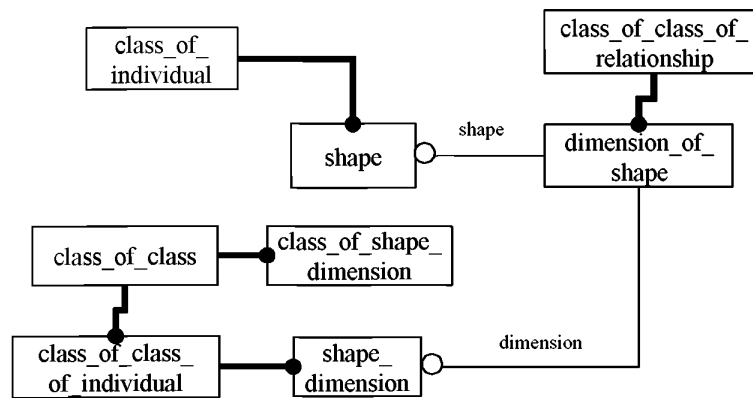 class_of_
individual
class_of_class_of_
relationship
shape
shape
dimension_of_
shape
class_of_class
class_of_shape_
dimension
class_of_class_
of_individual
shape_
dimension
dimension